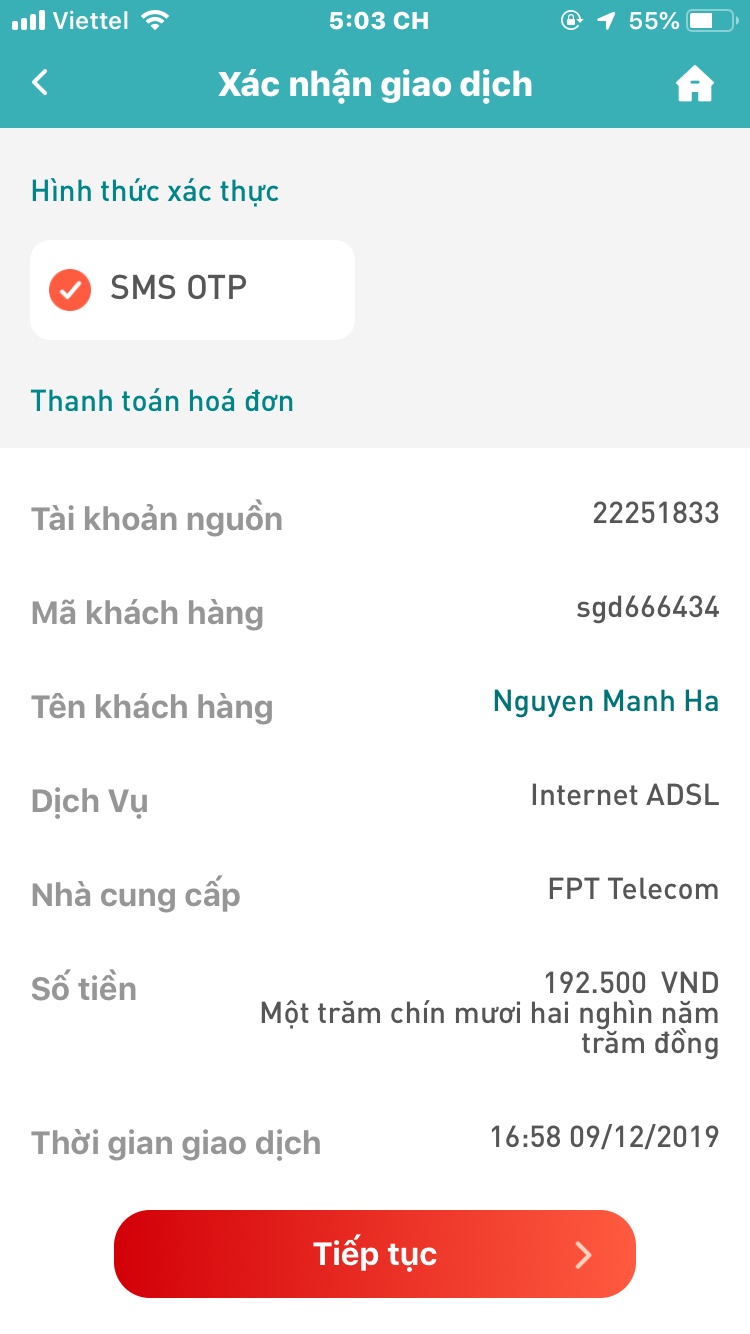 Viettel 5:03 CH 55%
Xác nhận giao dịch
Hình thức xác thực
SMS OTP
Thanh toán hoá đơn
Tài khoản nguồn 22251833
Mã khách hàng sgd666434
Tên khách hàng Nguyen Manh Ha
Dịch Vụ Internet ADSL
Nhà cung cấp FPT Telecom
Số tiền 192.500 VND
Một trăm chín mươi hai nghìn năm
trăm đồng
Thời gian giao dịch 16:58 09/12/2019
Tiếp tục